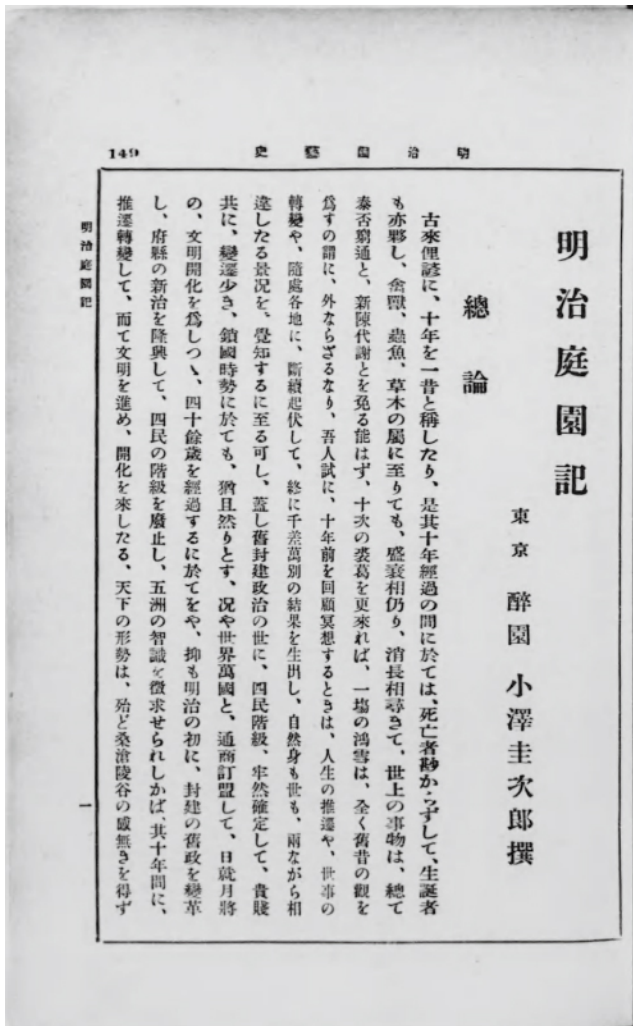 149
明治園藝史
明治庭園記
東京 醉園 小澤圭次郎撰
總論
古來俚諺に、十年を一昔と稱したり、是其十年經過の間に於ては、死亡者尠からずして、生誕者
も亦夥し、禽獸、蟲魚、草木の屬に至りても、盛衰相仍り、消長相尋きて、世上の事物は、總て
泰否窮通と、新陳代謝とを免る能はず、十次の裘葛を更來れば、一塲の鴻雪は、全く舊昔の觀を
爲すの謂に、外ならざるなり、吾人試に、十年前を回顧冥想するときは、人生の推遷や、世事の
轉變や、隨處各地に、斷續起伏して、終に千差萬別の結果を生出し、自然身も世も、兩ながら相
違したる景况を、覺知するに至る可し、蓋し舊封建政治の世に、四民階級、牢然確定して、貴賤
共に、變遷少き、鎖國時勢に於ても、猶且然りとす、况や世界萬國と、通商訂盟して、日就月將
の、文明開化を爲しつゝ、四十餘歲を經過するに於てをや、抑も明治の初に、封建の舊政を變革
し、府縣の新治を隆興して、四民の階級を廢止し、五洲の智識を徵求せられしかば、其十年間に、
推遷轉變して、而て文明を進め、開化を來したる、天下の形勢は、殆ど桑滄陵谷の感無きを得ず
明治庭園記
一